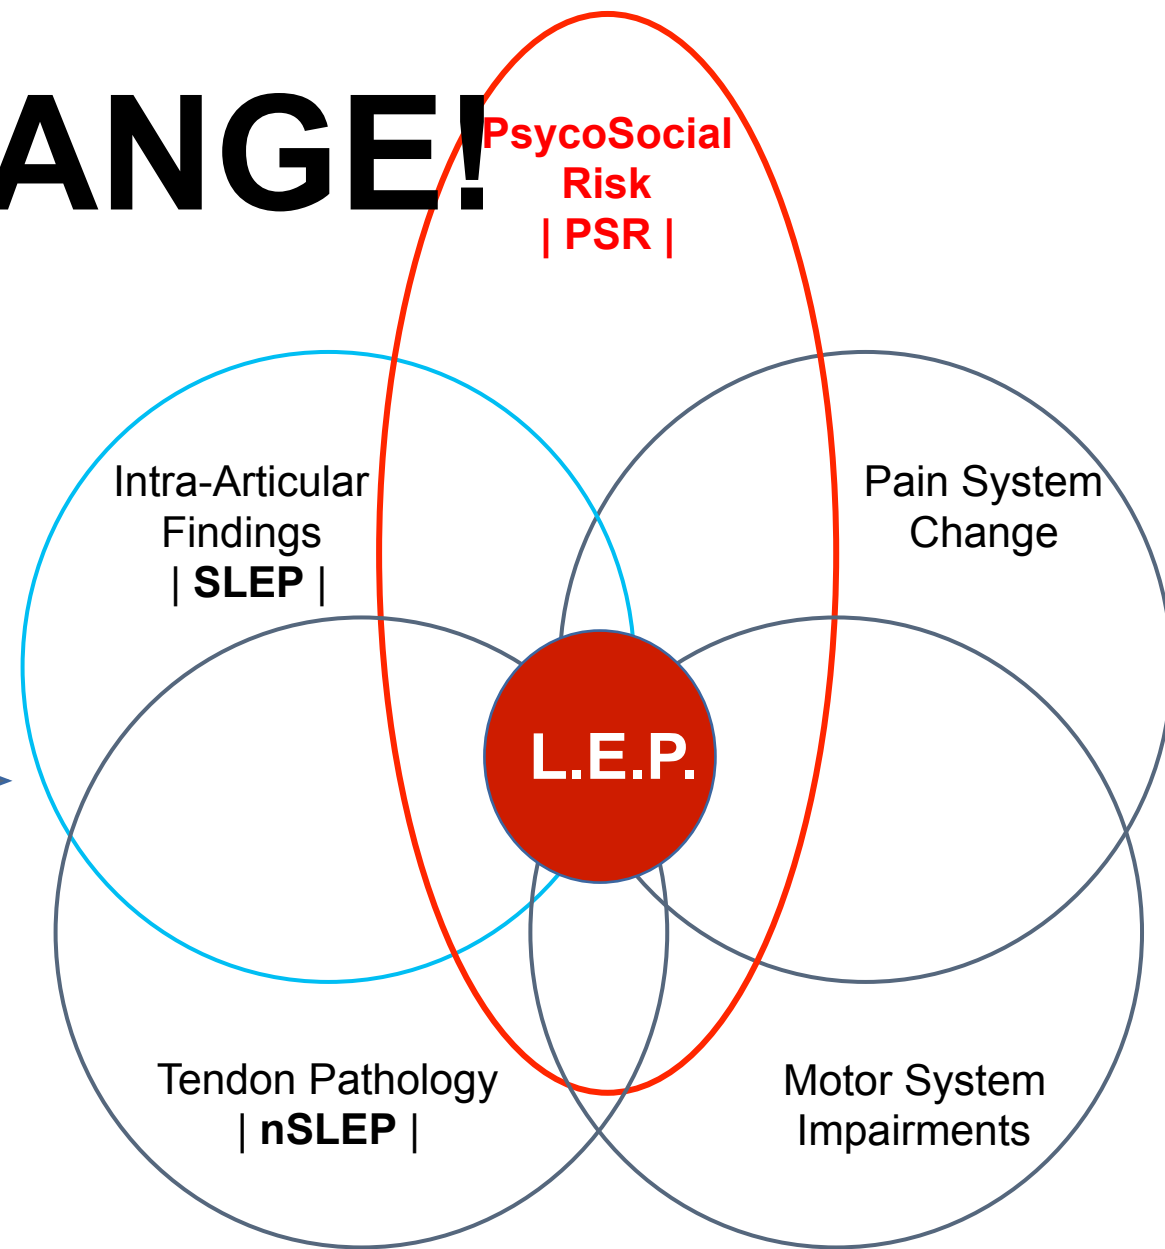 ANGE!
PsycoSocial
Risk
| PSR |
Intra-Articular
Findings
| SLEP |
Pain System
Change
L.E.P.
Tendon Pathology
| nSLEP |
Motor System
Impairments